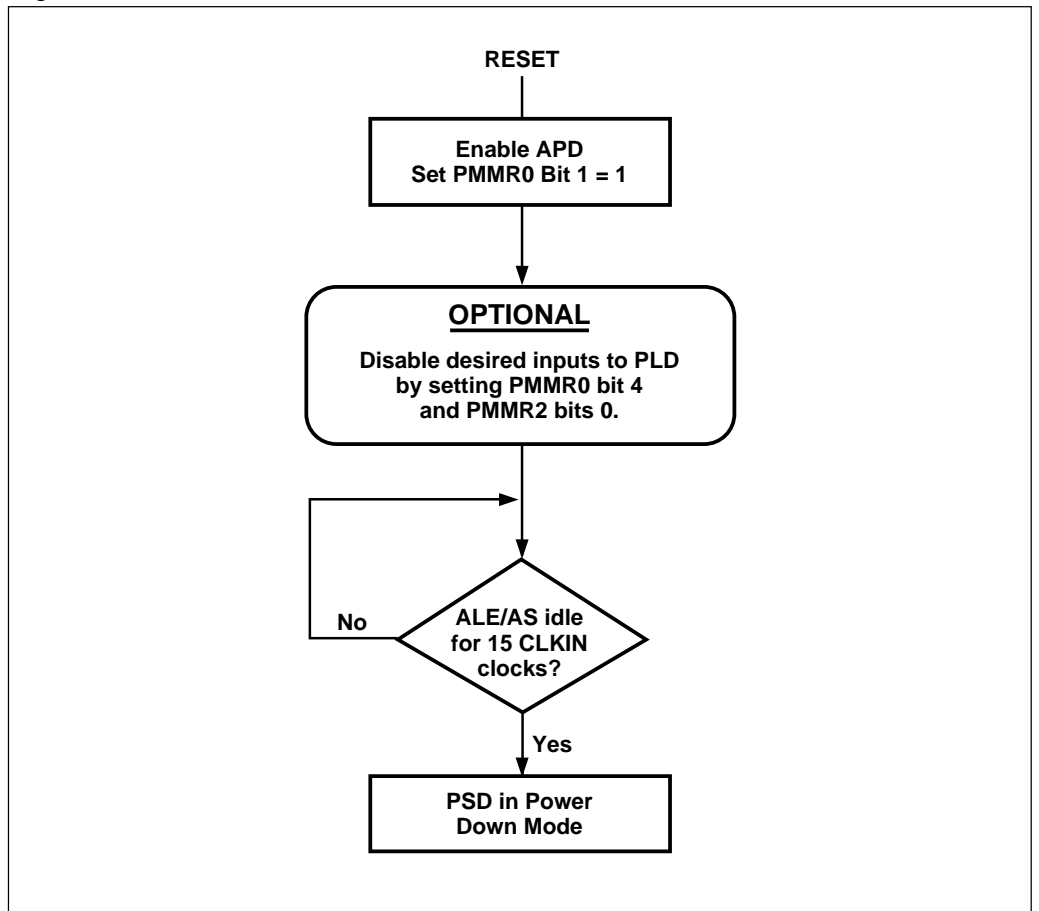 RESET
Enable APD
Set PMMR0 Bit 1 = 1
OPTIONAL
Disable desired inputs to PLD
by setting PMMR0 bit 4
and PMMR2 bits 0.
No
ALE/AS idle
for 15 CLKIN
clocks?
Yes
PSD in Power
Down Mode